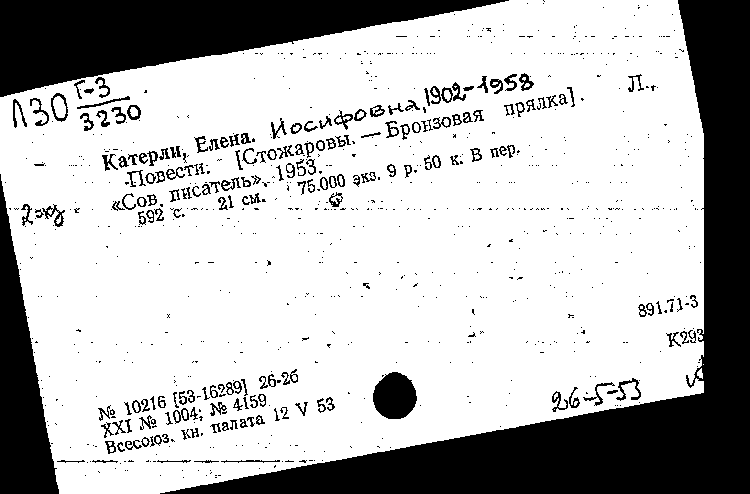 Л30 Г-3
3230
Катерли, Елена. Иосифовна, 1902-1958
Повести. [Стожаровы. — Бронзовая прялка]. Л.,
«Сов. писатель», 1953.
2 экз
592 с. 21 см. 75.000 экз. 9 р. 50 к. В пер.
891.71-3
К293
№ 10216 [53-16289] 26-2б
XXI № 1004; № 4159
Всесоюз. кн. палата 12 V 53
26-5-53